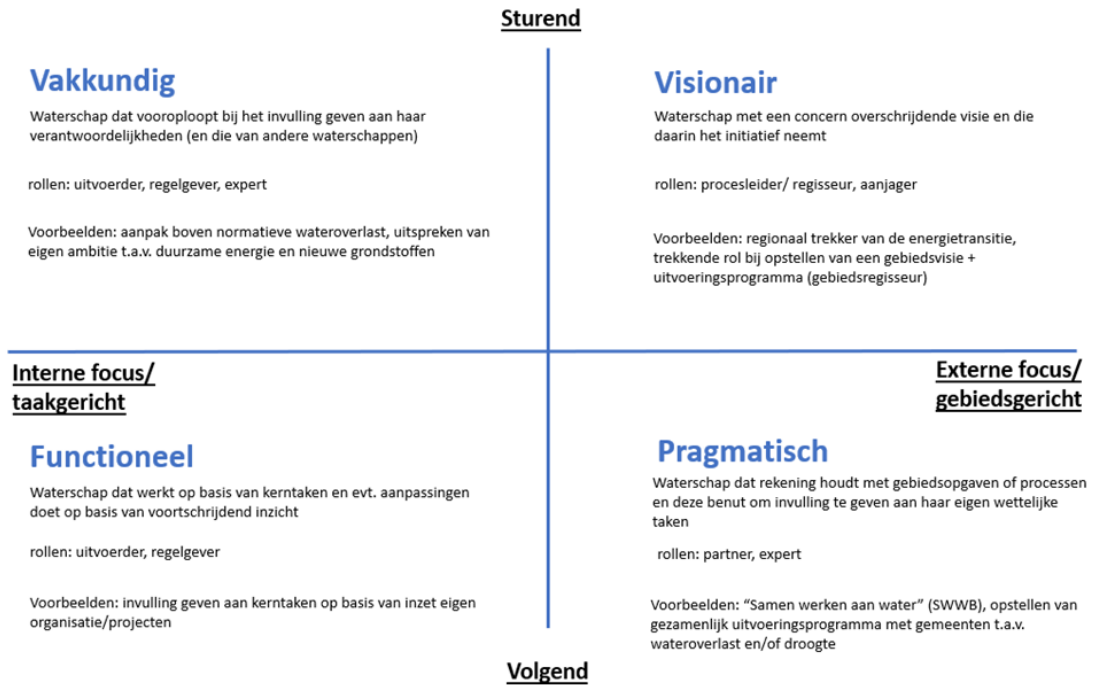 Sturend
Vakkundig
Waterschap dat vooroploopt bij het invulling geven aan haar
verantwoordelijkheden (en die van andere waterschappen)
rollen: uitvoerder, regelgever, expert
Voorbeelden: aanpak boven normatieve wateroverlast, uitspreken van
eigen ambitie t.a.v. duurzame energie en nieuwe grondstoffen
Visionair
Waterschap met een concern overschrijdende visie en die
daarin het initiatief neemt
rollen: procesleider/ regisseur, aanjager
Voorbeelden: regionaal trekker van de energietransitie,
trekkende rol bij opstellen van een gebiedsvisie +
uitvoeringsprogramma (gebiedsregisseur)
Interne focus/
taakgericht
Externe focus/
gebiedsgericht
Functioneel
Waterschap dat werkt op basis van kerntaken en evt. aanpassingen
doet op basis van voortschrijdend inzicht
rollen: uitvoerder, regelgever
Voorbeelden: invulling geven aan kerntaken op basis van inzet eigen
organisatie/projecten
Pragmatisch
Waterschap dat rekening houdt met gebiedsopgaven of processen
en deze benut om invulling te geven aan haar eigen wettelijke
taken
rollen: partner, expert
Voorbeelden: “Samen werken aan water” (SWWB), opstellen van
gezamenlijk uitvoeringsprogramma met gemeenten t.a.v.
wateroverlast en/of droogte
Volgend